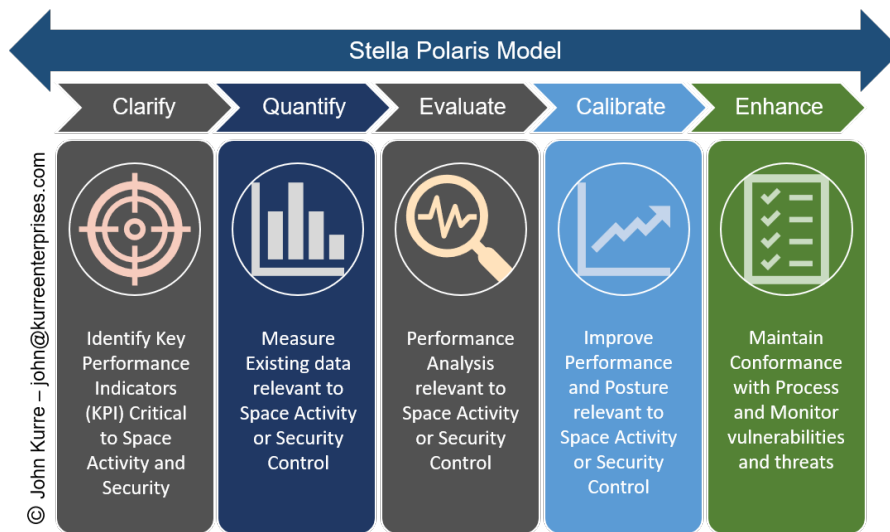 Stella Polaris Model
Clarify
Quantify
Evaluate
Calibrate
Enhance
Identify Key
Performance
Indicators
(KPI) Critical
to Space
Activity and
Security
Measure
Existing data
relevant to
Space Activity
or Security
Control
Performance
Analysis
relevant to
Space Activity
or Security
Control
Improve
Performance
and Posture
relevant to
Space Activity
or Security
Control
Maintain
Conformance
with Process
and Monitor
vulnerabilities
and threats
© John Kurre – john@kurreenterprises.com